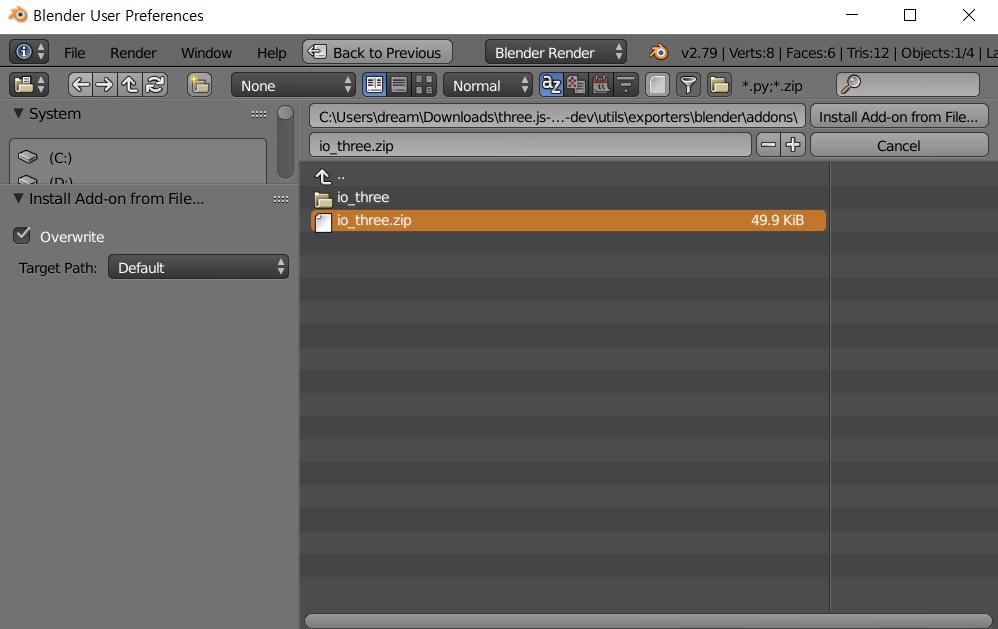 Blender User Preferences
File Render Window Help Back to Previous Blender Render v2.79 | Verts:8 | Faces:6 | Tris:12 | Objects:1/4 | La
None Normal *.py;*.zip
System
C:\Users\dream\Downloads\three.js-...-dev\utils\exporters\blender\addons\ Install Add-on from File...
io_three.zip Cancel
(C:)
(D:)
..
Install Add-on from File...
io_three
io_three.zip 49.9 KiB
Overwrite
Target Path: Default